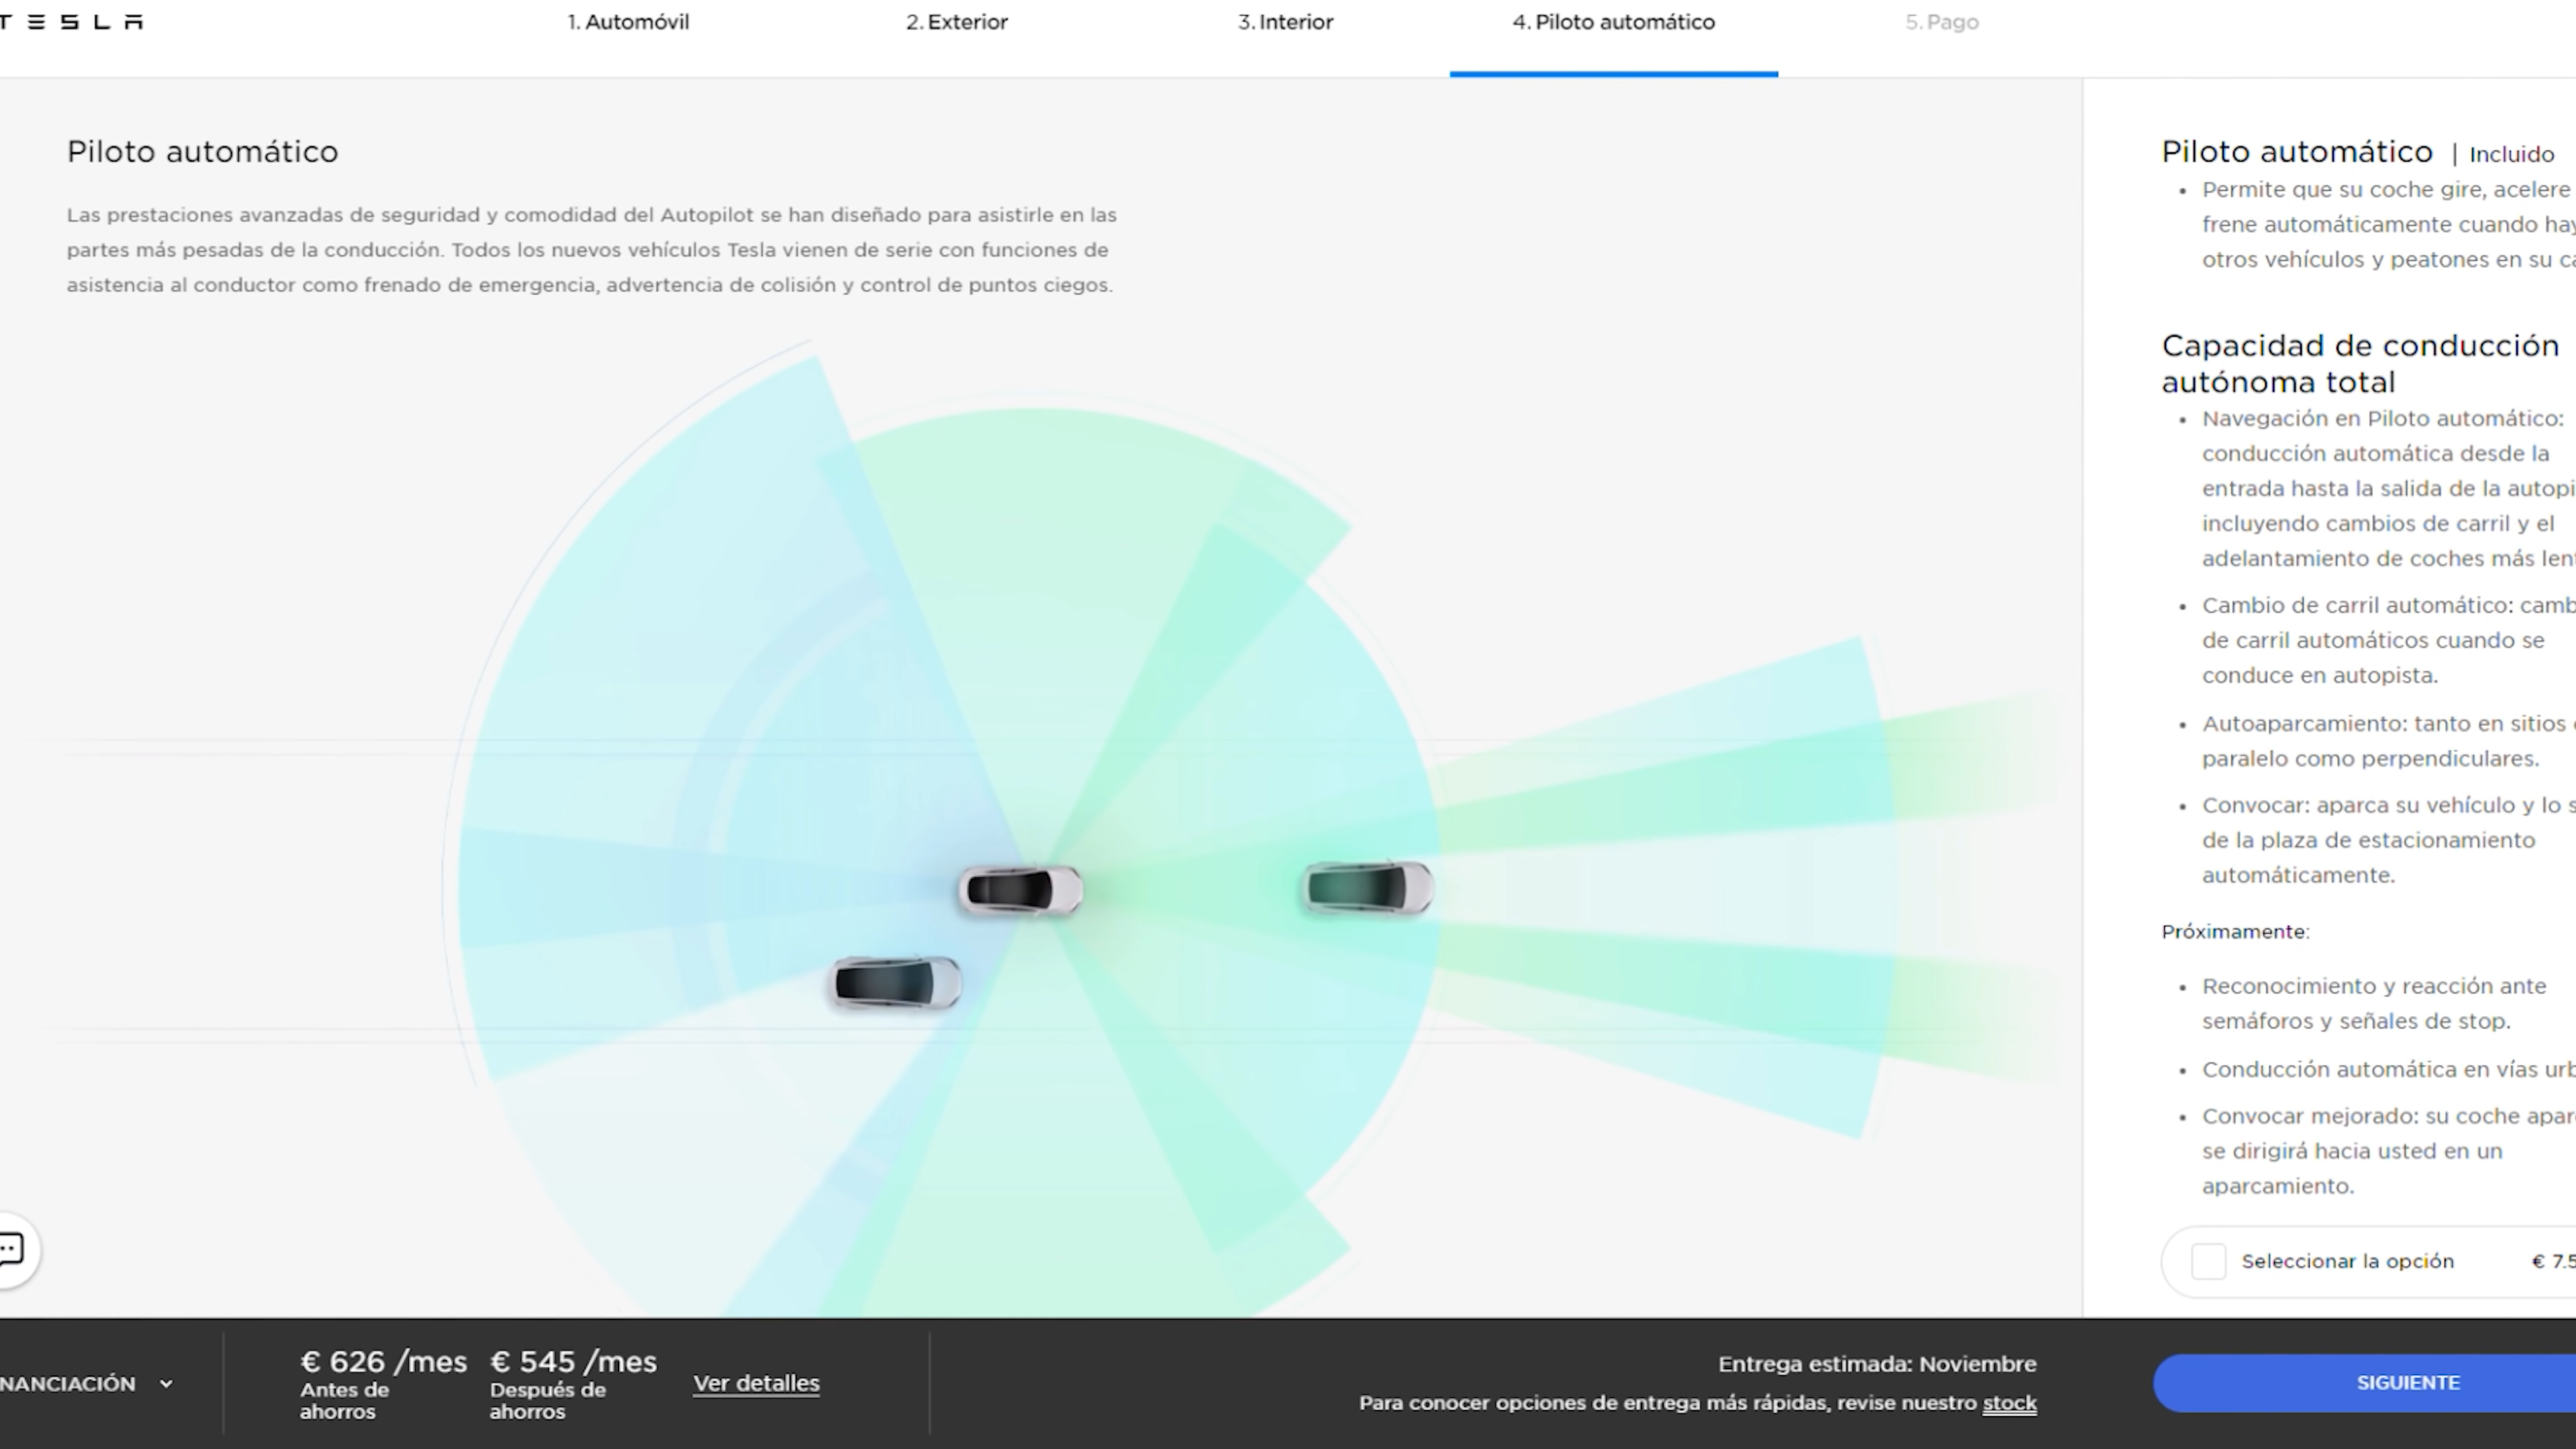 TESLA
1. Automóvil
2. Exterior
3. Interior
4. Piloto automático
5. Pago
Piloto automático
Las prestaciones avanzadas de seguridad y comodidad del Autopilot se han diseñado para asistirle en las
partes más pesadas de la conducción. Todos los nuevos vehículos Tesla vienen de serie con funciones de
asistencia al conductor como frenado de emergencia, advertencia de colisión y control de puntos ciegos.
Piloto automático | Incluido
• Permite que su coche gire, acelere
frene automáticamente cuando
otros vehículos y peatones en su
Capacidad de conducción
autónoma total
• Navegación en Piloto automático:
conducción automática desde la
entrada hasta la salida de la
incluyendo cambios de carril y el
adelantamiento de coches más
• Cambio de carril automático:
de carril automáticos cuando se
conduce en autopista.
• Autoaparcamiento: tanto en sitios
paralelo como perpendiculares.
• Convocar: aparca su vehículo y lo
de la plaza de estacionamiento
automáticamente.
Próximamente:
• Reconocimiento y reacción ante
semáforos y señales de stop.
• Conducción automática en vías
• Convocar mejorado: su coche
se dirigirá hacia usted en un
aparcamiento.
Seleccionar la opción € 7.5
NANCIACIÓN
€ 626 /mes
Antes de
ahorros
€ 545 /mes
Después de
ahorros
Ver detalles
Entrega estimada: Noviembre
Para conocer opciones de entrega más rápidas, revise nuestro stock
SIGUIENTE